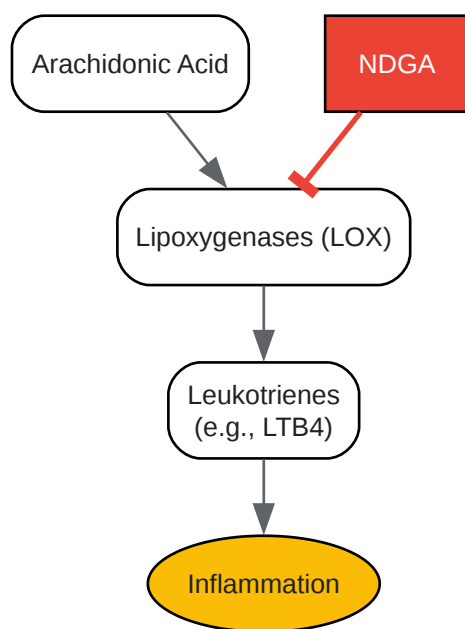 Arachidonic Acid
NDGA
Lipoxygenases (LOX)
Leukotrienes
(e.g., LTB4)
Inflammation